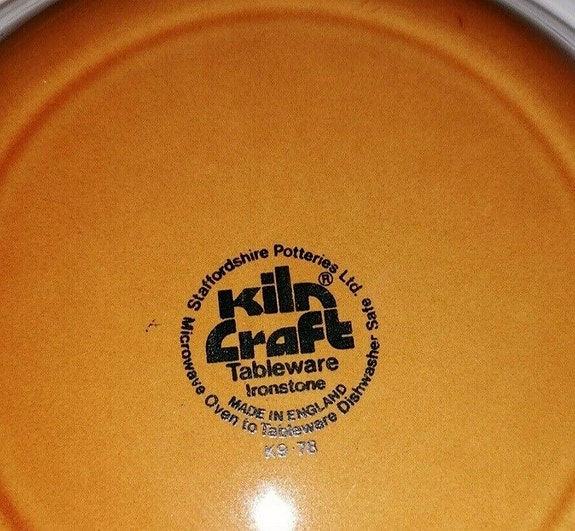 Staffordshire Potteries Ltd.
Kiln ®
Craft
Tableware
Ironstone
MADE IN ENGLAND
Microwave Oven to Tableware Dishwasher Safe
K9·78